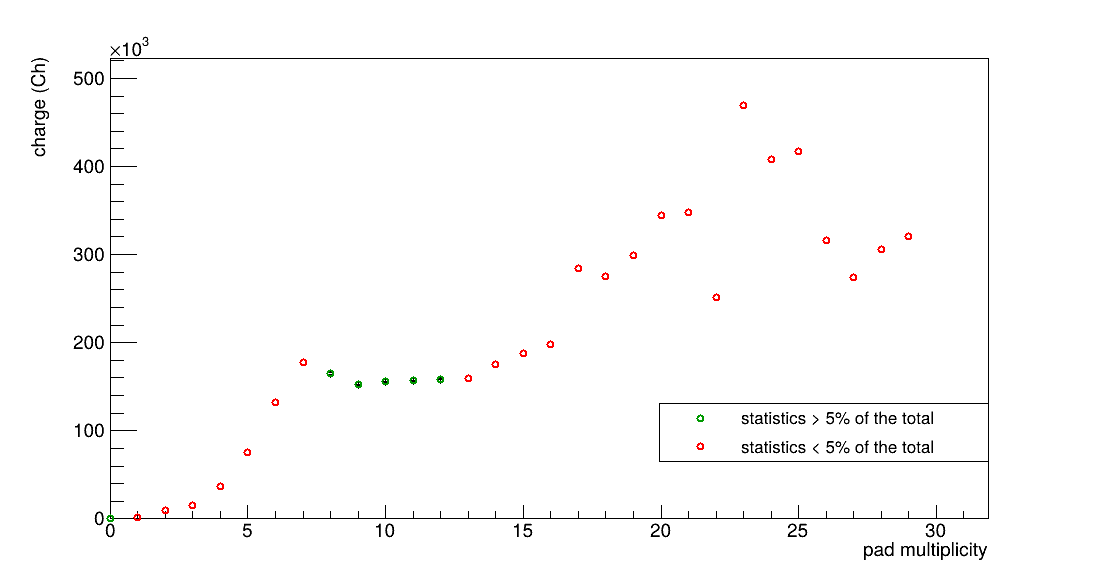 ×10³
charge (Ch)
500
400
300
200
100
0
0 5 10 15 20 25 30
pad multiplicity
statistics > 5% of the total
statistics < 5% of the total